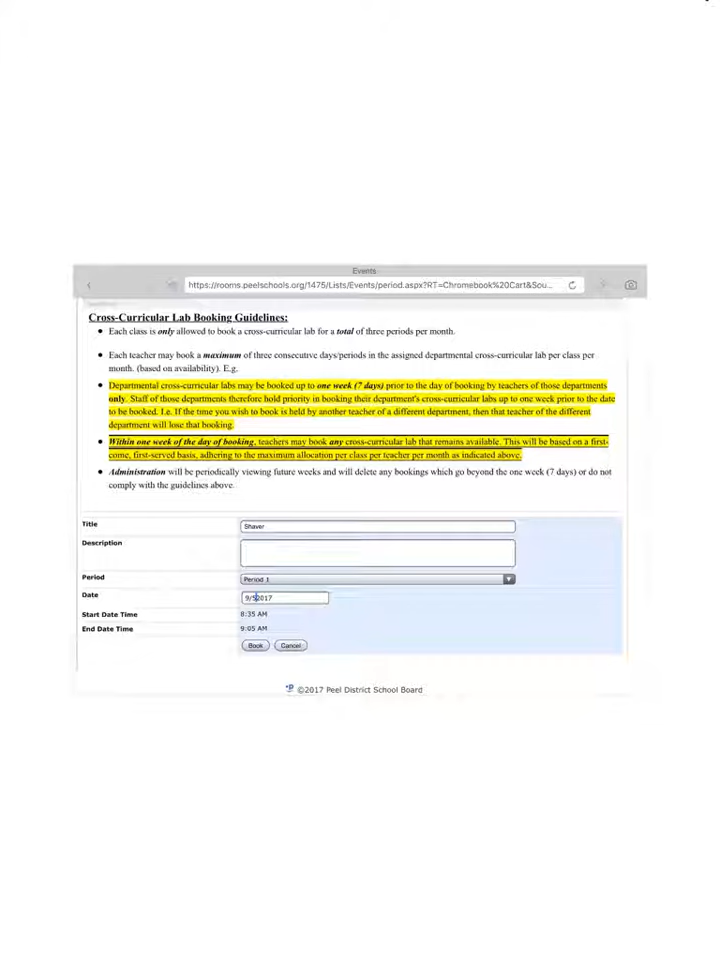 Events
https://rooms.peelschools.org/1475/Lists/Events/period.aspx?RT=Chromebook%20Cart&Sou...
Cross-Curricular Lab Booking Guidelines:
• Each class is only allowed to book a cross-curricular lab for a total of three periods per month.
• Each teacher may book a maximum of three consecutive days/periods in the assigned departmental cross-curricular lab per class per
month. (based on availability). E.g.
• Departmental cross-curricular labs may be booked up to one week (7 days) prior to the day of booking by teachers of those departments
only. Staff of those departments therefore hold priority in booking their department's cross-curricular labs up to one week prior to the date
to be booked. I.e. If the time you wish to book is held by another teacher of a different department, then that teacher of the different
department will lose that booking.
• Within one week of the day of booking, teachers may book any cross-curricular lab that remains available. This will be based on a first-
come, first-served basis, adhering to the maximum allocation per class per teacher per month as indicated above.
• Administration will be periodically viewing future weeks and will delete any bookings which go beyond the one week (7 days) or do not
comply with the guidelines above.
Title Shaver
Description
Period Period 1
Date 9/52017
Start Date Time 8:35 AM
End Date Time 9:05 AM
Book Cancel
©2017 Peel District School Board